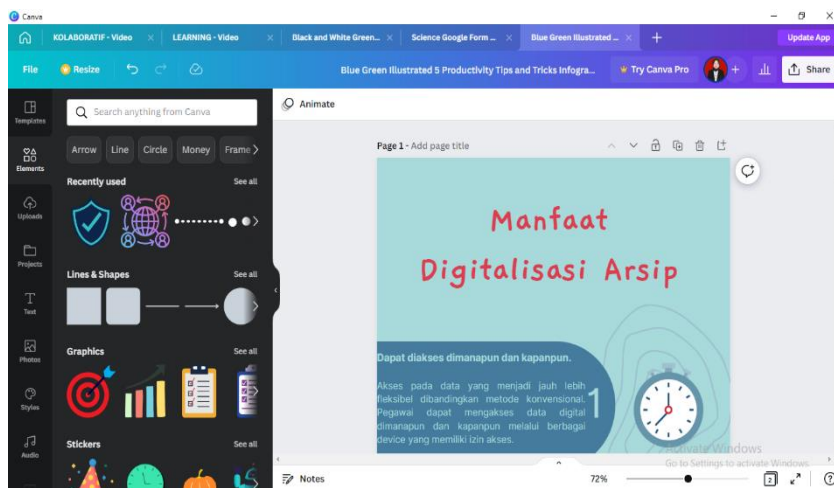 Canva
KOLABORATIF - Video
LEARNING - Video
Black and White Green...
Science Google Form ...
Blue Green Illustrated ...
Update App
File
Resize
Blue Green Illustrated 5 Productivity Tips and Tricks Infogra...
Try Canva Pro
Share
Templates
Elements
Uploads
Projects
Text
Photos
Styles
Audio
Search anything from Canva
Arrow
Line
Circle
Money
Frame
Recently used
See all
Lines & Shapes
See all
Graphics
See all
Stickers
See all
Animate
Page 1 - Add page title
Manfaat
Digitalisasi Arsip
Dapat diakses dimanapun dan kapanpun.
Akses pada data yang menjadi jauh lebih
fleksibel dibandingkan metode konvensional.
Pegawai dapat mengakses data digital
dimanapun dan kapanpun melalui berbagai
device yang memiliki izin akses.
1
Activate Windows
Go to Settings to activate Windows.
Notes
72%
2